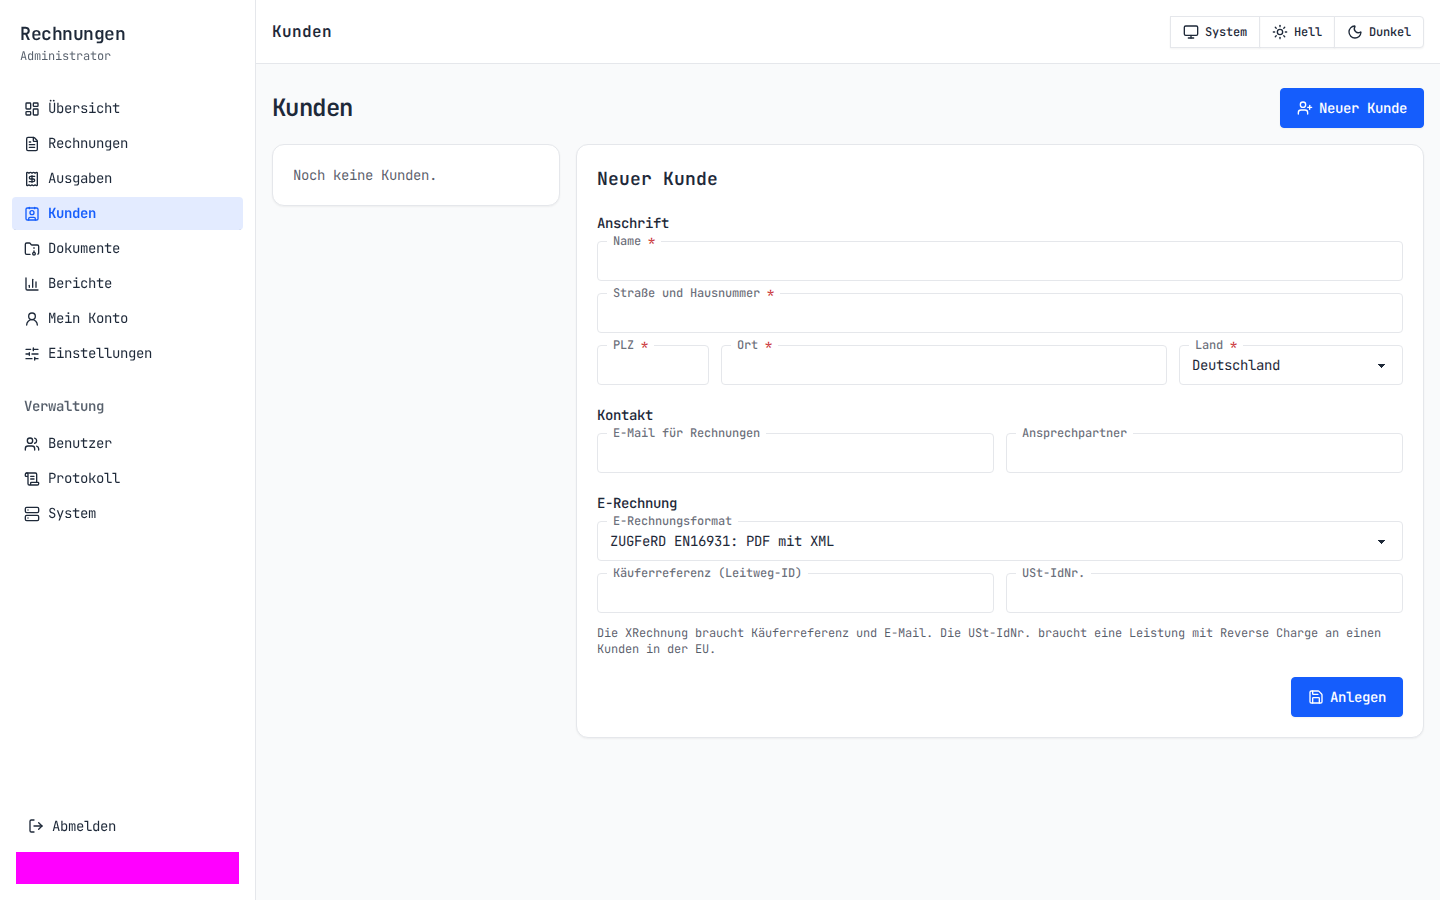 Rechnungen
Administrator
Übersicht
Rechnungen
Ausgaben
Kunden
Dokumente
Berichte
Mein Konto
Einstellungen
Verwaltung
Benutzer
Protokoll
System
Abmelden
Kunden
System
Hell
Dunkel
Kunden
Neuer Kunde
Noch keine Kunden.
Neuer Kunde
Anschrift
Name *
Straße und Hausnummer *
PLZ *
Ort *
Land *
Deutschland
Kontakt
E-Mail für Rechnungen
Ansprechpartner
E-Rechnung
E-Rechnungsformat
ZUGFeRD EN16931: PDF mit XML
Käuferreferenz (Leitweg-ID)
USt-IdNr.
Die XRechnung braucht Käuferreferenz und E-Mail. Die USt-IdNr. braucht eine Leistung mit Reverse Charge an einen
Kunden in der EU.
Anlegen